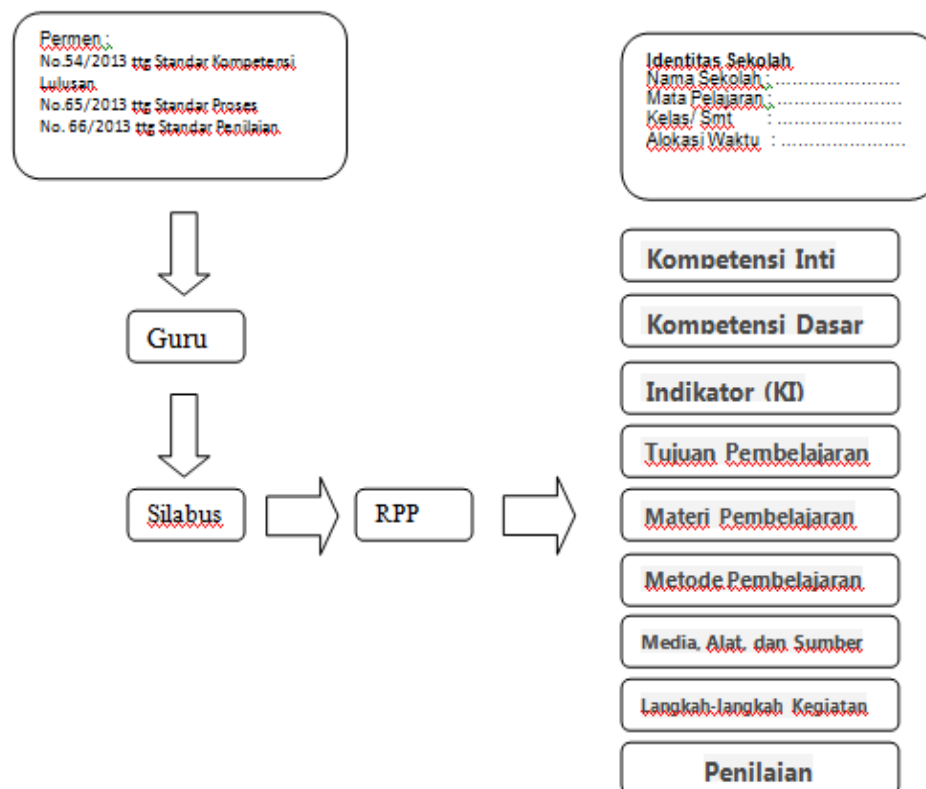 Permen :
No.54/2013 ttg Standar Kompetensi
Lulusan.
No.65/2013 ttg Standar Proses
No. 66/2013 ttg Standar Penilaian.
Guru
Silabus
RPP
Identitas Sekolah
Nama Sekolah : ......................
Mata Pelajaran : ......................
Kelas/ Smt : ......................
Alokasi Waktu : ......................
Kompetensi Inti
Kompetensi Dasar
Indikator (KI)
Tujuan Pembelajaran
Materi Pembelajaran
Metode Pembelajaran
Media, Alat, dan Sumber
Langkah-langkah Kegiatan
Penilaian